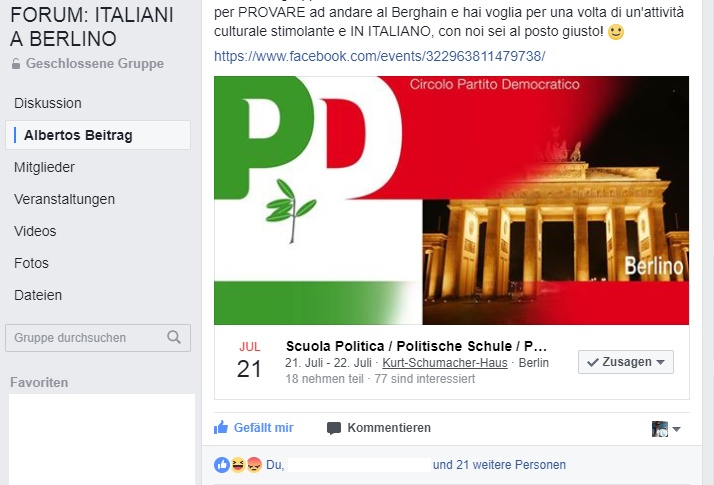 FORUM: ITALIANI
A BERLINO
Geschlossene Gruppe
Diskussion
Albertos Beitrag
Mitglieder
Veranstaltungen
Videos
Fotos
Dateien
Gruppe durchsuchen
Favoriten
per PROVARE ad andare al Berghain e hai voglia per una volta di un'attività
culturale stimolante e IN ITALIANO, con noi sei al posto giusto!
https://www.facebook.com/events/322963811479738/
Circolo Partito Democratico
PD
Berlino
JUL
21
Scuola Politica / Politische Schule / P...
21. Juli - 22. Juli · Kurt-Schumacher-Haus · Berlin
18 nehmen teil · 77 sind interessiert
Zusagen
Gefällt mir
Kommentieren
Du, und 21 weitere Personen